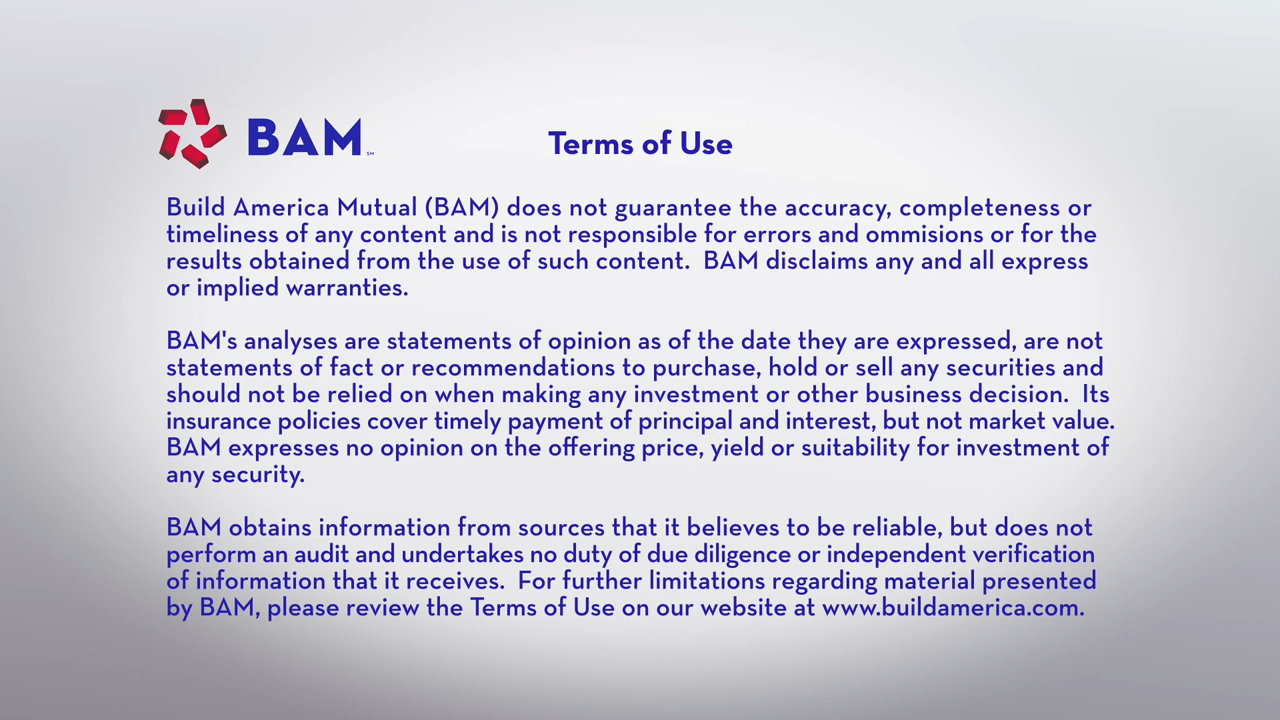 BAM SM
Terms of Use
Build America Mutual (BAM) does not guarantee the accuracy, completeness or
timeliness of any content and is not responsible for errors and ommisions or for the
results obtained from the use of such content.  BAM disclaims any and all express
or implied warranties.
BAM's analyses are statements of opinion as of the date they are expressed, are not
statements of fact or recommendations to purchase, hold or sell any securities and
should not be relied on when making any investment or other business decision.  Its
insurance policies cover timely payment of principal and interest, but not market value.
BAM expresses no opinion on the offering price, yield or suitability for investment of
any security.
BAM obtains information from sources that it believes to be reliable, but does not
perform an audit and undertakes no duty of due diligence or independent verification
of information that it receives.  For further limitations regarding material presented
by BAM, please review the Terms of Use on our website at www.buildamerica.com.